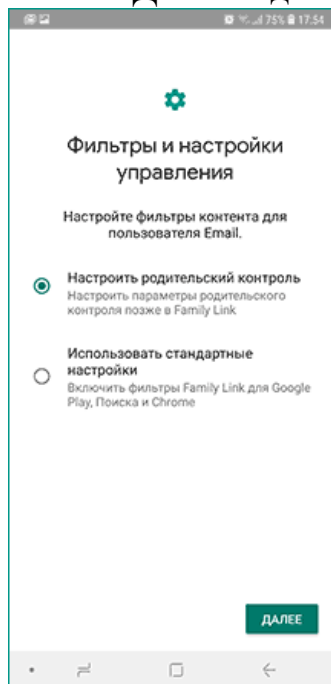 75% 17:54
Фильтры и настройки
управления
Настройте фильтры контента для
пользователя Email.
Настроить родительский контроль
Настроить параметры родительского
контроля позже в Family Link
Использовать стандартные
настройки
Включить фильтры Family Link для Google
Play, Поиска и Chrome
ДАЛЕЕ